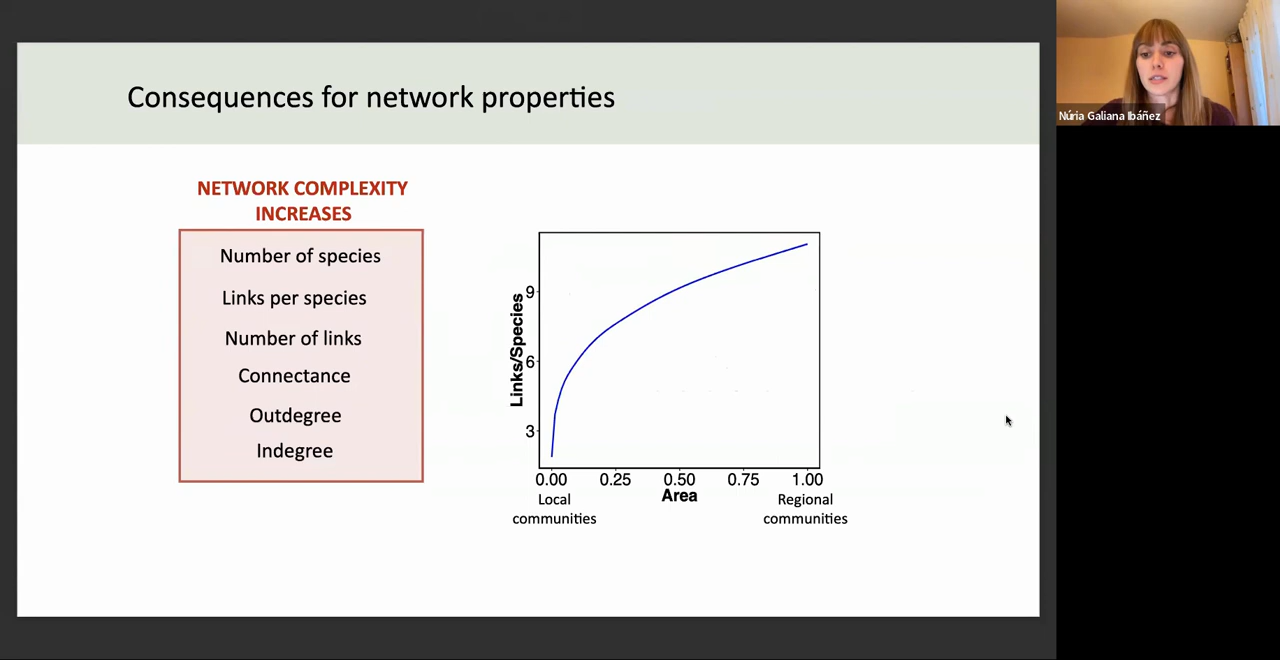 Consequences for network properties
NETWORK COMPLEXITY
INCREASES
Number of species
Links per species
Number of links
Connectance
Outdegree
Indegree
Links/Species
9
6
3
0.00 0.25 0.50 0.75 1.00
Area
Local
communities
Regional
communities
Núria Galiana Ibáñez